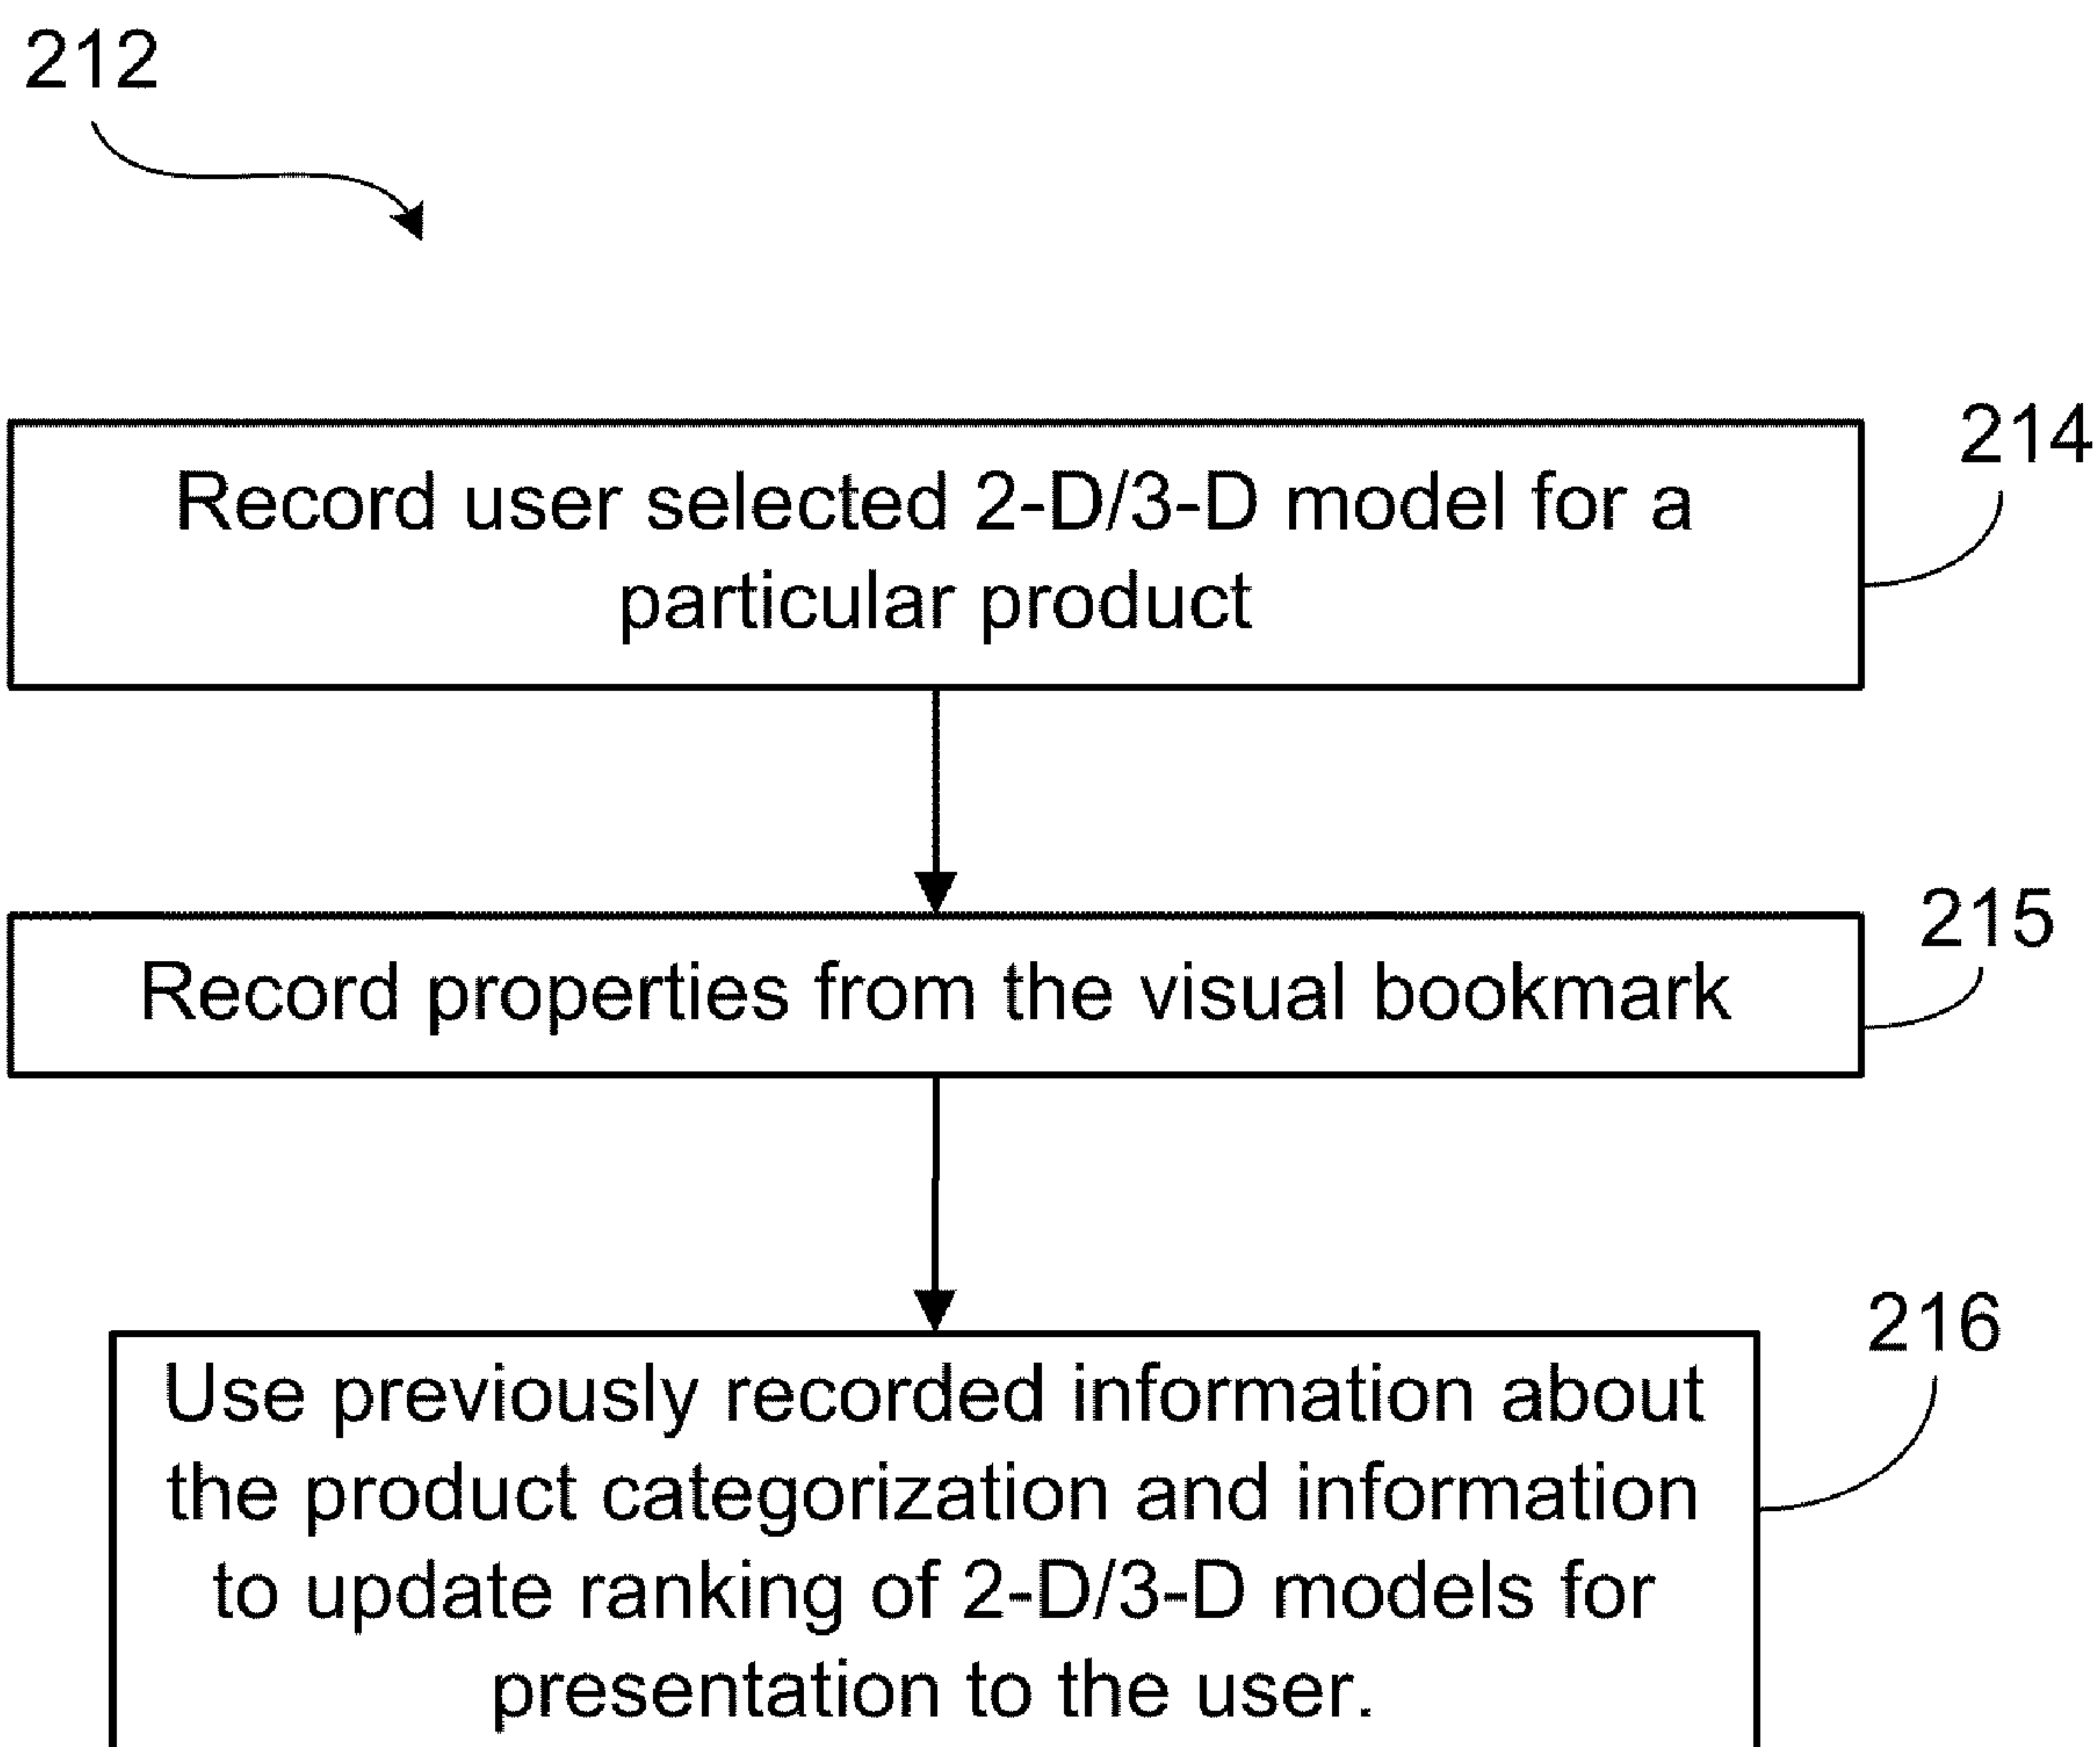 212
214
Record user selected 2-D/3-D model for a
particular product
215
Record properties from the visual bookmark
216
Use previously recorded information about
the product categorization and information
to update ranking of 2-D/3-D models for
presentation to the user.